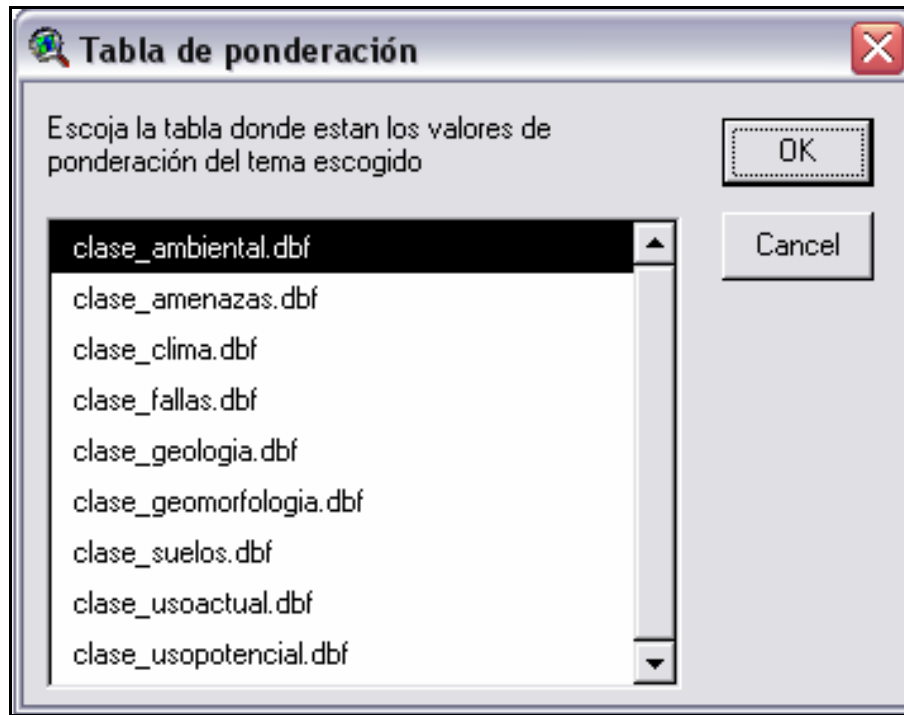 Tabla de ponderación
Escoja la tabla donde estan los valores de
ponderación del tema escogido
OK
Cancel
clase_ambiental.dbf
clase_amenazas.dbf
clase_clima.dbf
clase_fallas.dbf
clase_geologia.dbf
clase_geomorfologia.dbf
clase_suelos.dbf
clase_usoactual.dbf
clase_usopotencial.dbf